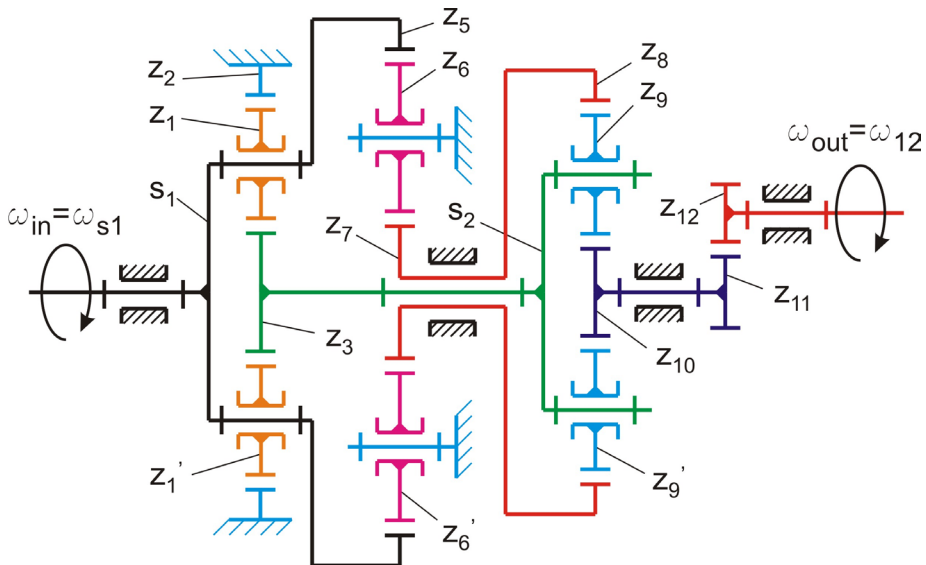 z5
z2
z6
z8
z1
z9
ωout=ω12
s1
s2
z12
ωin=ωs1
z7
z11
z3
z10
z1'
z6'
z9'